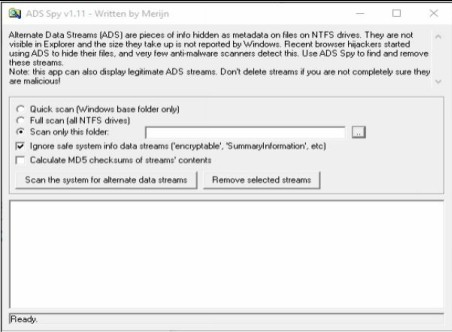 ADS Spy v1.11 - Written by Merijn
Alternate Data Streams (ADS) are pieces of info hidden as metadata on files on NTFS drives. They are not
visible in Explorer and the size they take up is not reported by Windows. Recent browser hijackers started
using ADS to hide their files, and very few anti-malware scanners detect this. Use ADS Spy to find and remove
these streams.
Note: this app can also display legitimate ADS streams. Don't delete streams if you are not completely sure they
are malicious!
Quick scan (Windows base folder only)
Full scan (all NTFS drives)
Scan only this folder:
...
Ignore safe system info data streams ('encryptable', 'SummaryInformation', etc)
Calculate MD5 checksums of streams' contents
Scan the system for alternate data streams
Remove selected streams
Ready.